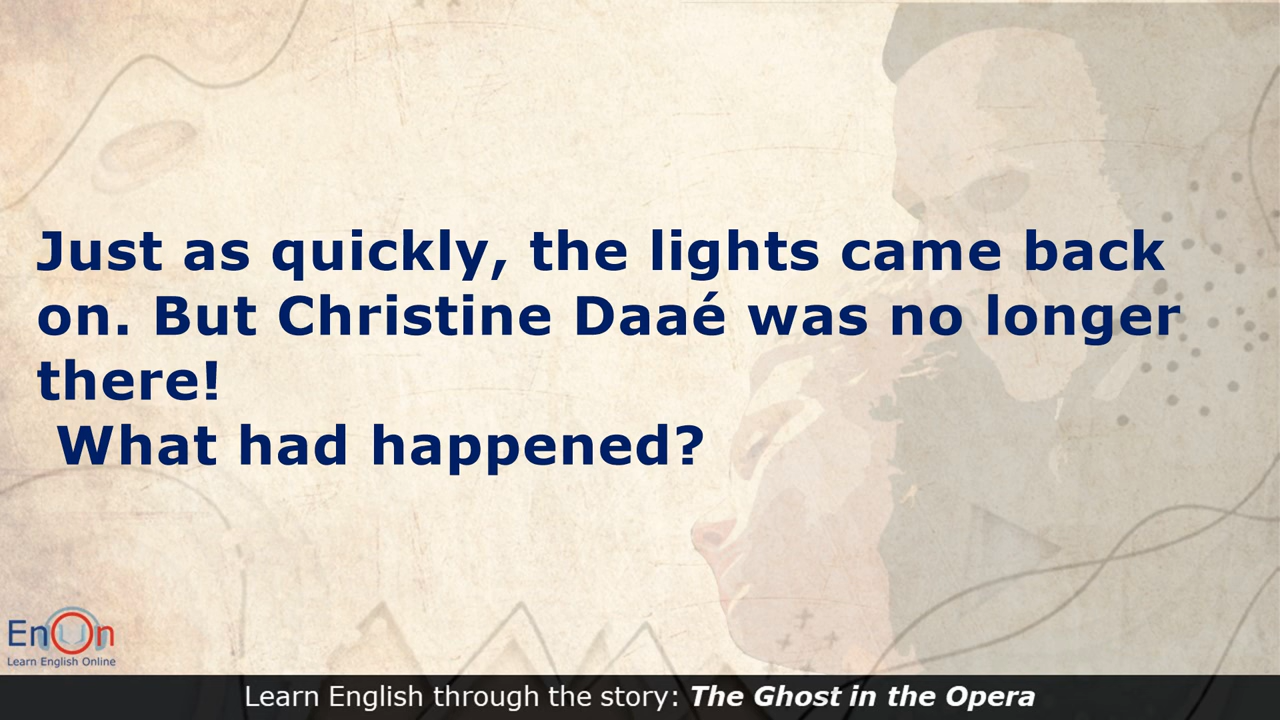 Just as quickly, the lights came back
on. But Christine Daaé was no longer
there!
What had happened?
EnOn
Learn English Online
Learn English through the story: The Ghost in the Opera